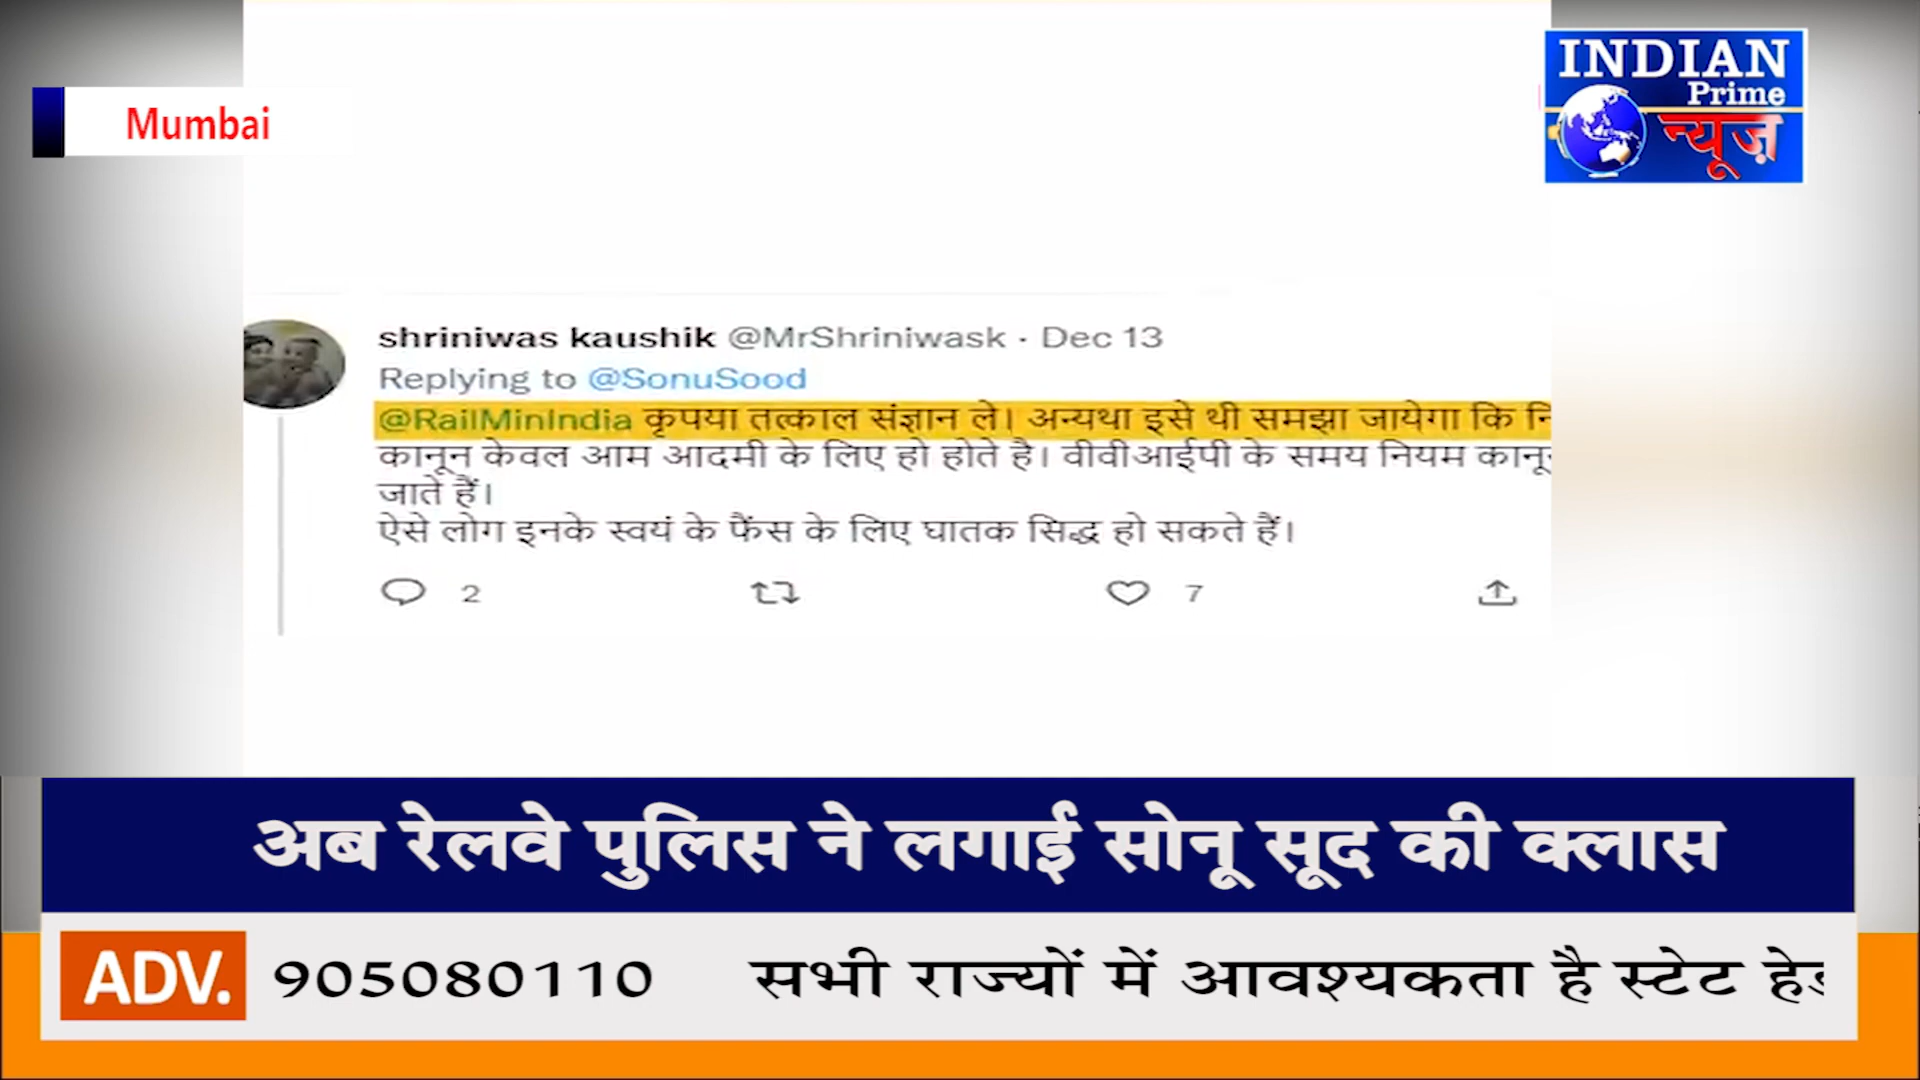 Mumbai
INDIAN
Prime
न्यूज़
shriniwas kaushik @MrShriniwask · Dec 13
Replying to @SonuSood
@RailMinIndia कृपया तत्काल संज्ञान ले। अन्यथा इसे थी समझा जायेगा कि
कानून केवल आम आदमी के लिए हो होते है। वीवीआईपी के समय नियम
जाते हैं।
ऐसे लोग इनके स्वयं के फैंस के लिए घातक सिद्ध हो सकते हैं।
2 7
अब रेलवे पुलिस ने लगाई सोनू सूद की क्लास
ADV. 905080110 सभी राज्यों में आवश्यकता है स्टेट